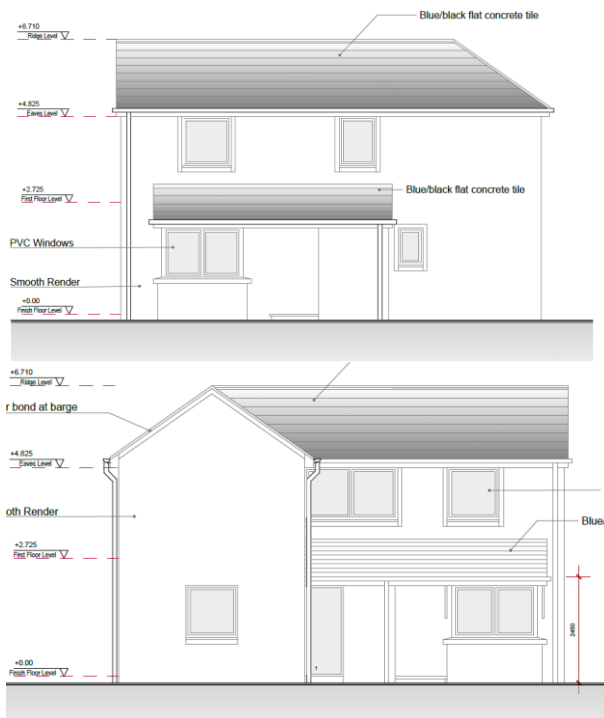 Blue/black flat concrete tile
+6.710
Ridge Level
+4.825
Eaves Level
+2.725
First Floor Level
Blue/black flat concrete tile
PVC Windows
Smooth Render
+0.00
Finish Floor Level
+6.710
Ridge Level
r bond at barge
+4.825
Eaves Level
oth Render
Blue/
+2.725
First Floor Level
2450
+0.00
Finish Floor Level